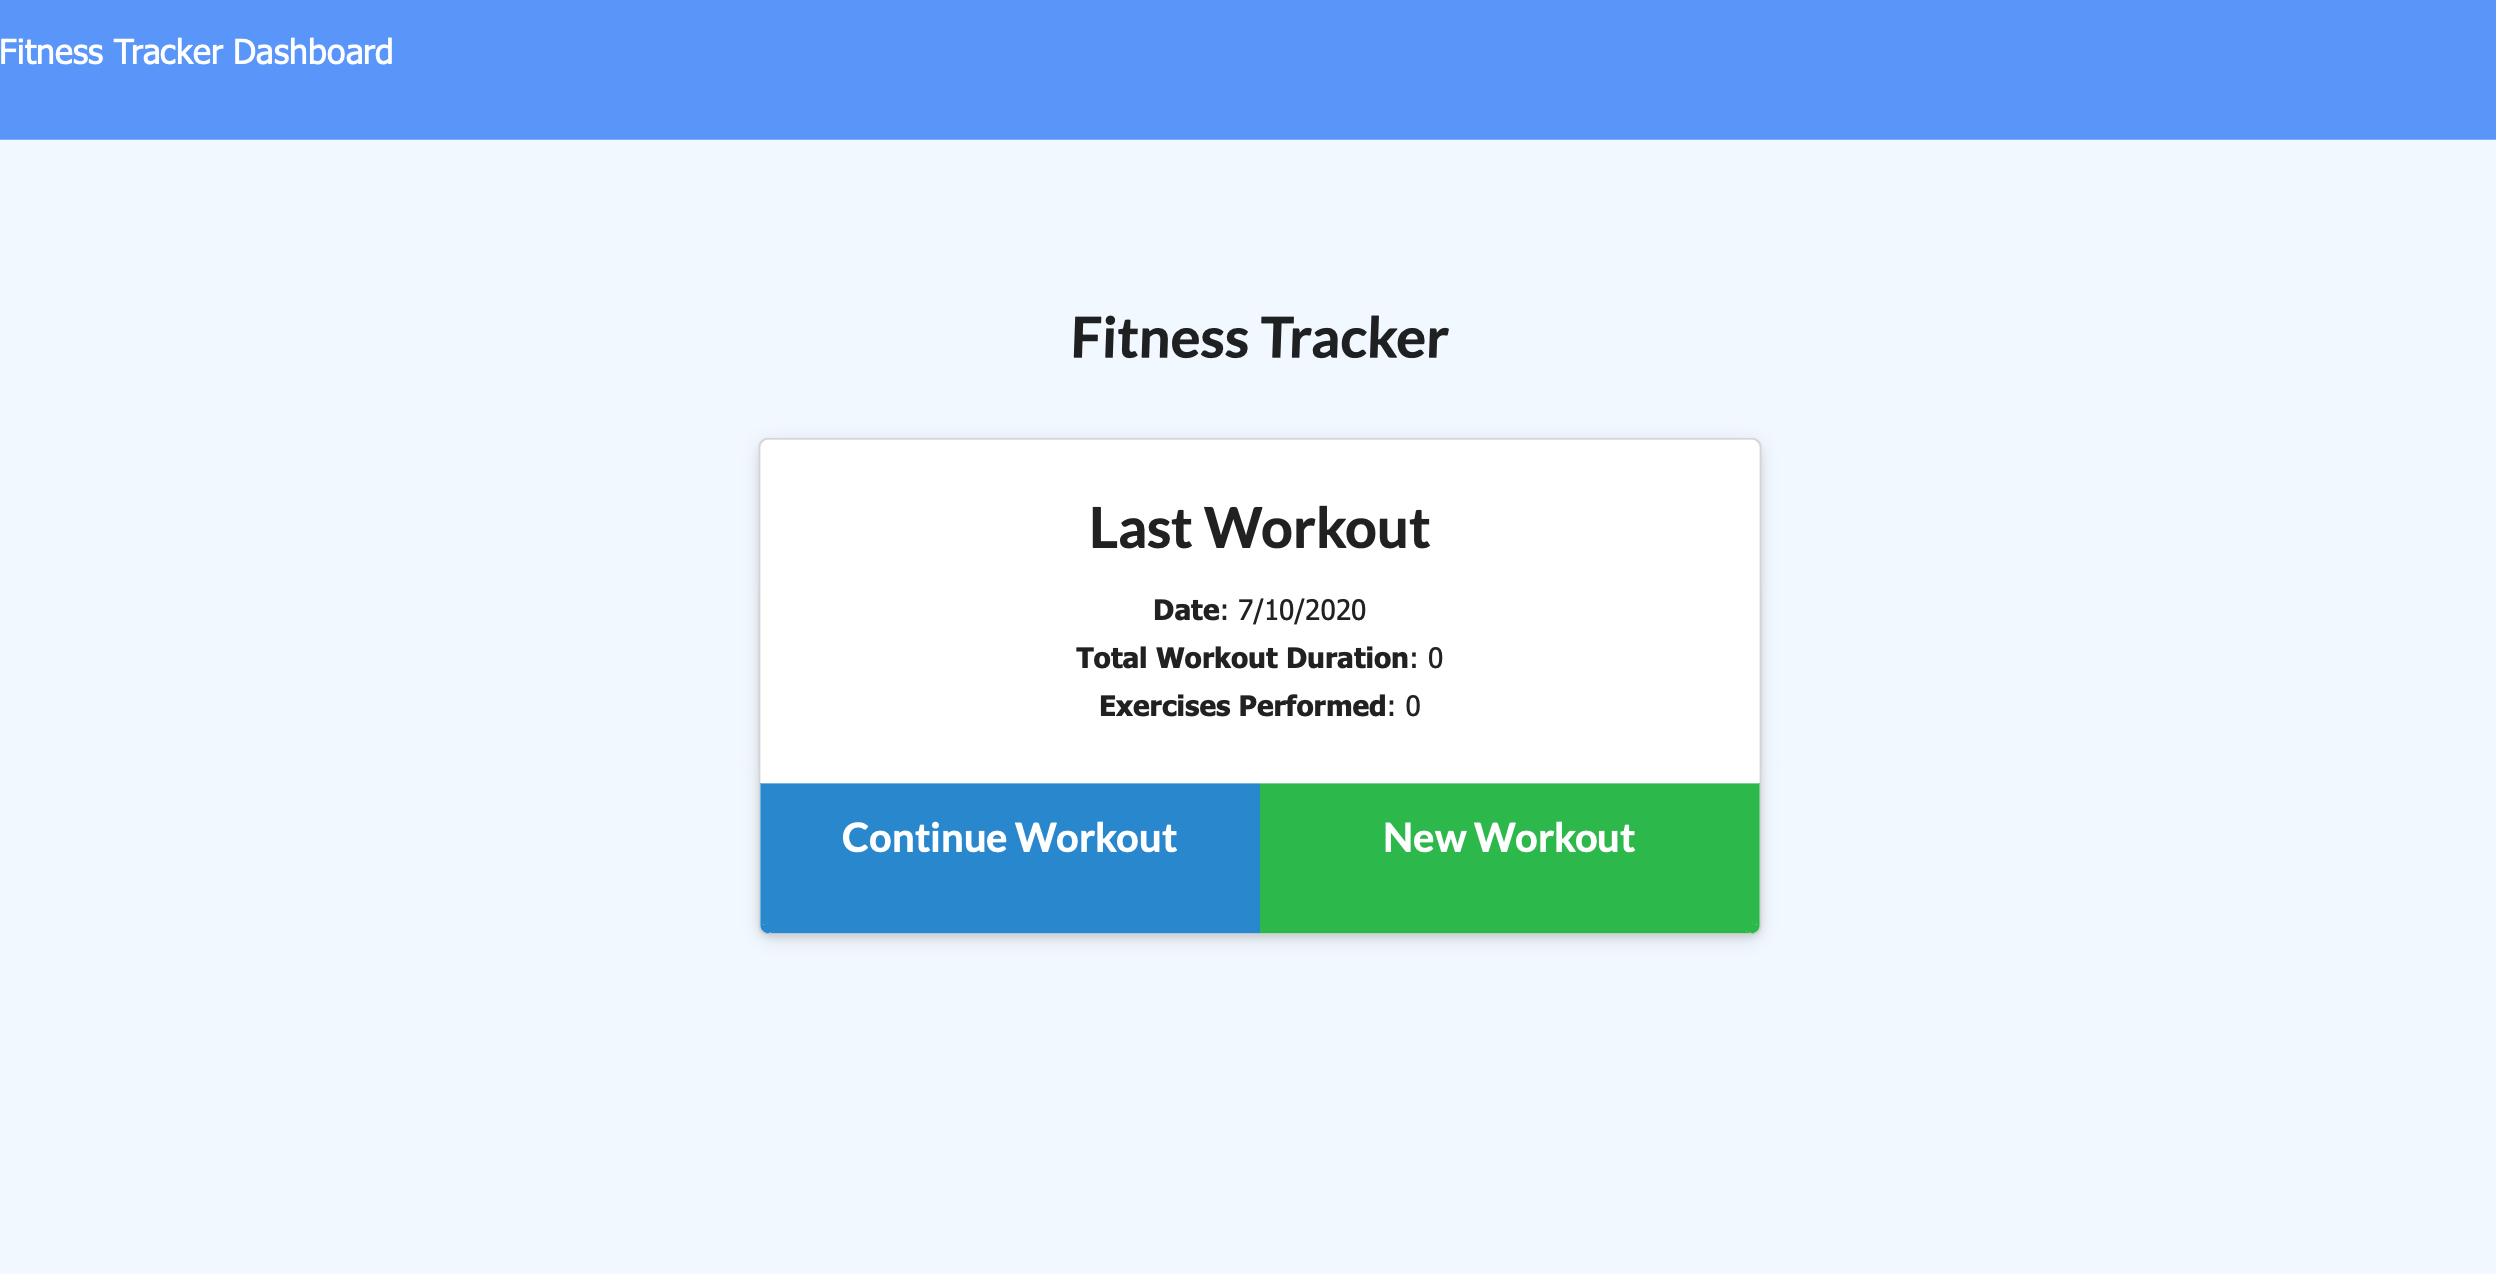 Fitness Tracker Dashboard
Fitness Tracker
Last Workout
Date: 7/10/2020
Total Workout Duration: 0
Exercises Performed: 0
Continue Workout
New Workout